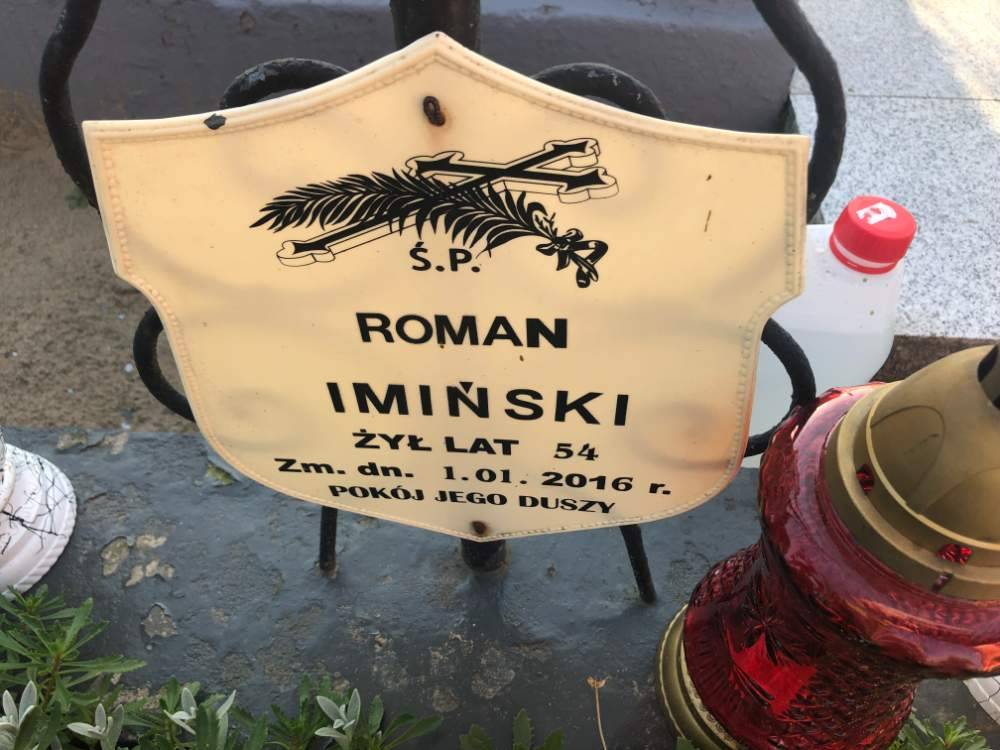 Ś.P.
ROMAN
IMIŃSKI
ŻYŁ LAT 54
Zm. dn. 1.01. 2016 r.
POKÓJ JEGO DUSZY